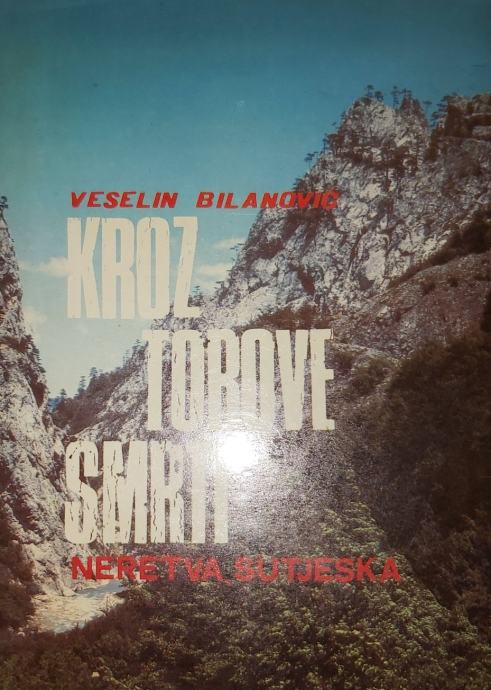 VESELIN BILANOVIĆ
KROZ
TOROVE
SMRTI
NERETVA, SUTJESKA